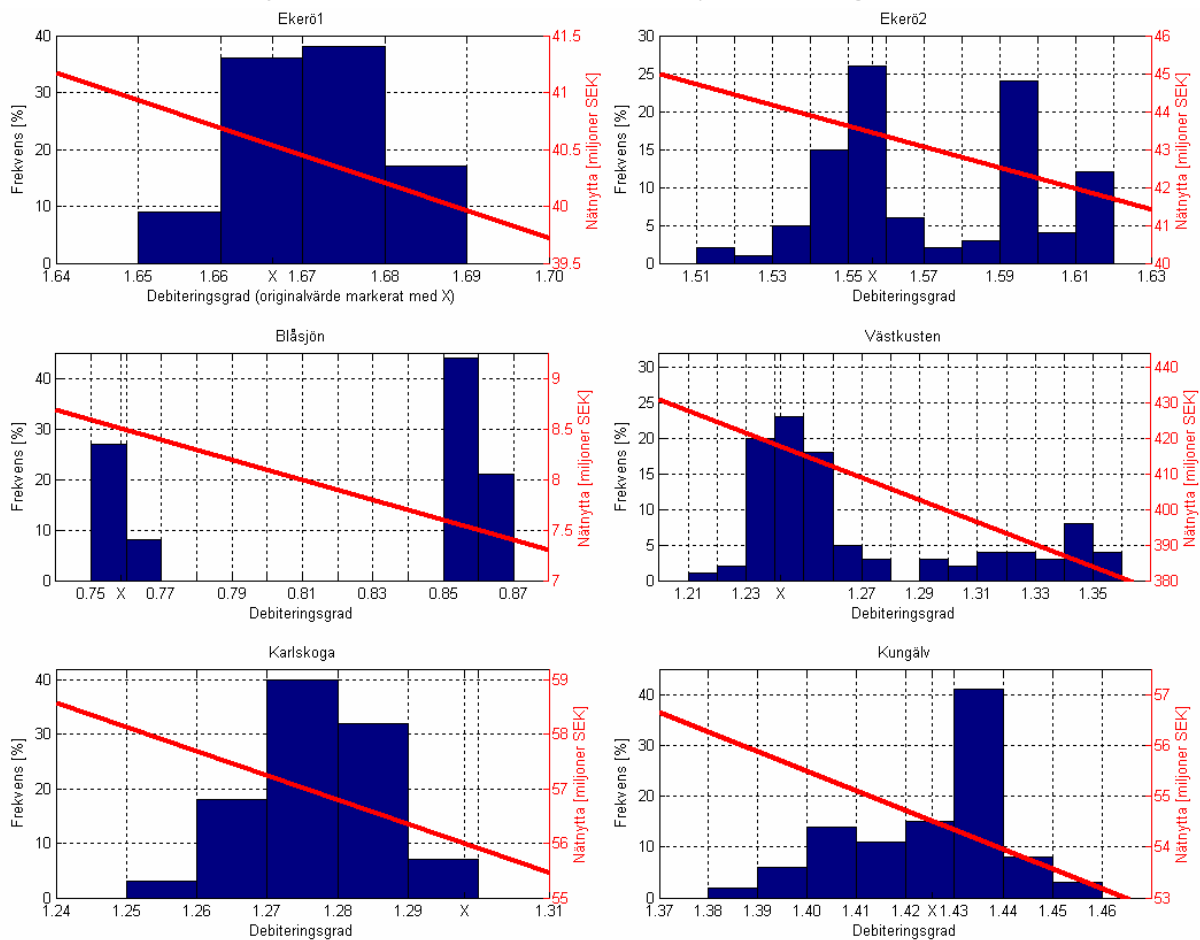 Ekerö1
40
30
20
10
0
Frekvens [%]
41.5
41
40.5
40
39.5
Nätnytta [miljoner SEK]
1.64 1.65 1.66 X 1.67 1.68 1.69 1.70
Debiteringsgrad (originalvärde markerat med X)
Ekerö2
30
25
20
15
10
5
0
Frekvens [%]
46
45
44
43
42
41
40
Nätnytta [miljoner SEK]
1.51 1.53 1.55 X 1.57 1.59 1.61 1.63
Debiteringsgrad
Blåsjön
40
30
20
10
0
Frekvens [%]
9
8.5
8
7.5
7
Nätnytta [miljoner SEK]
0.75 X 0.77 0.79 0.81 0.83 0.85 0.87
Debiteringsgrad
Västkusten
30
25
20
15
10
5
0
Frekvens [%]
440
430
420
410
400
390
380
Nätnytta [miljoner SEK]
1.21 1.23 X 1.27 1.29 1.31 1.33 1.35
Debiteringsgrad
Karlskoga
40
30
20
10
0
Frekvens [%]
59
58
57
56
55
Nätnytta [miljoner SEK]
1.24 1.25 1.26 1.27 1.28 1.29 X 1.31
Debiteringsgrad
Kungälv
40
30
20
10
0
Frekvens [%]
57
56
55
54
53
Nätnytta [miljoner SEK]
1.37 1.38 1.39 1.40 1.41 1.42 X 1.43 1.44 1.45 1.46
Debiteringsgrad